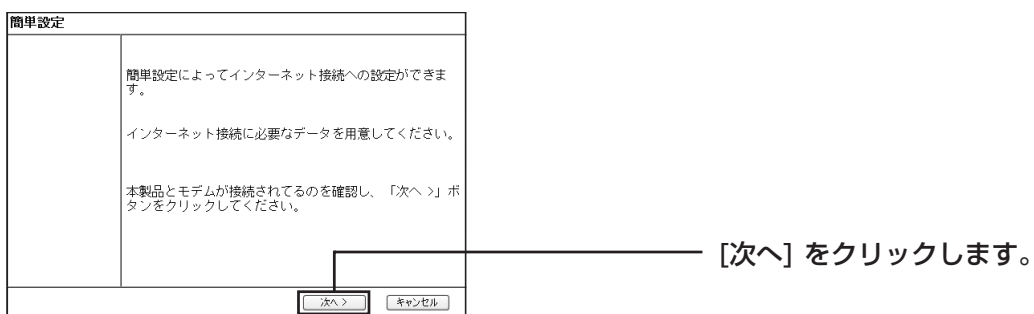 簡単設定
簡単設定によってインターネット接続への設定ができま
す。
インターネット接続に必要なデータを用意してください。
本製品とモデムが接続されてるのを確認し、「次へ >」ボ
タンをクリックしてください。
[次へ] をクリックします。
次へ > キャンセル